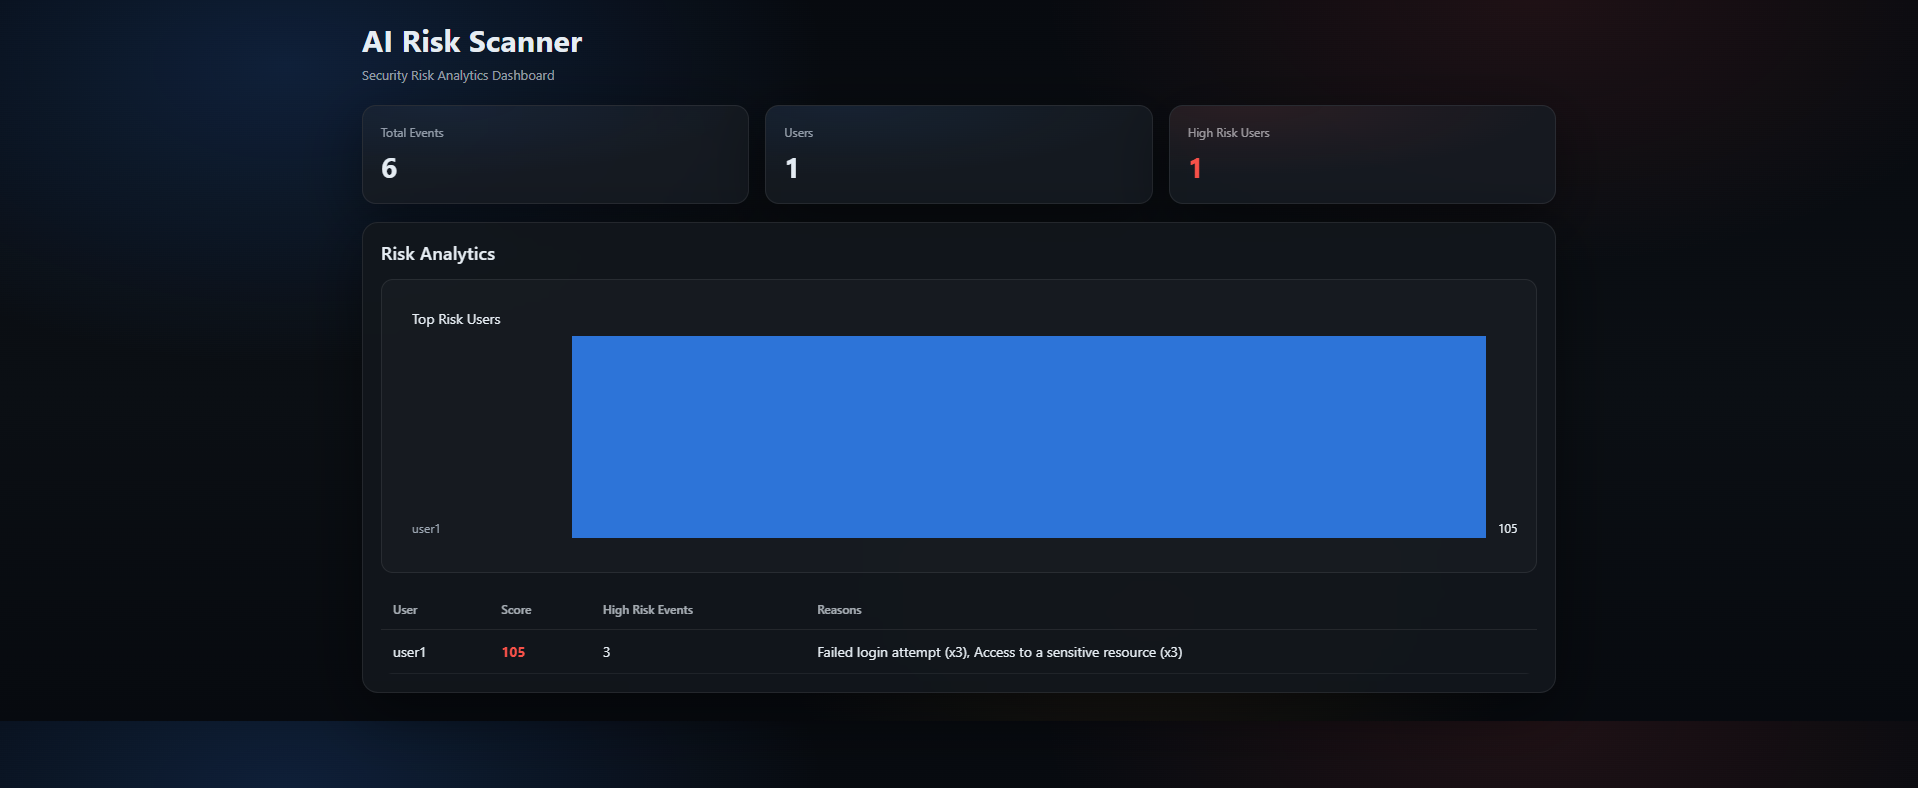 AI Risk Scanner
Security Risk Analytics Dashboard
Total Events
6
Users
1
High Risk Users
1
Risk Analytics
Top Risk Users
user1
105
User Score High Risk Events Reasons
user1 105 3 Failed login attempt (x3), Access to a sensitive resource (x3)